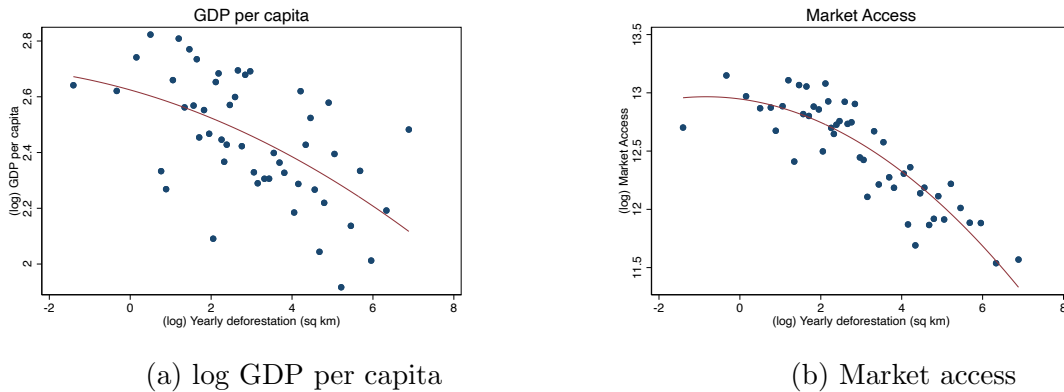 GDP per capita
(log) GDP per capita
2.8
2.6
2.4
2.2
2
-2 0 2 4 6 8
(log) Yearly deforestation (sq km)
(a) log GDP per capita
Market Access
(log) Market Access
13.5
13
12.5
12
11.5
-2 0 2 4 6 8
(log) Yearly deforestation (sq km)
(b) Market access